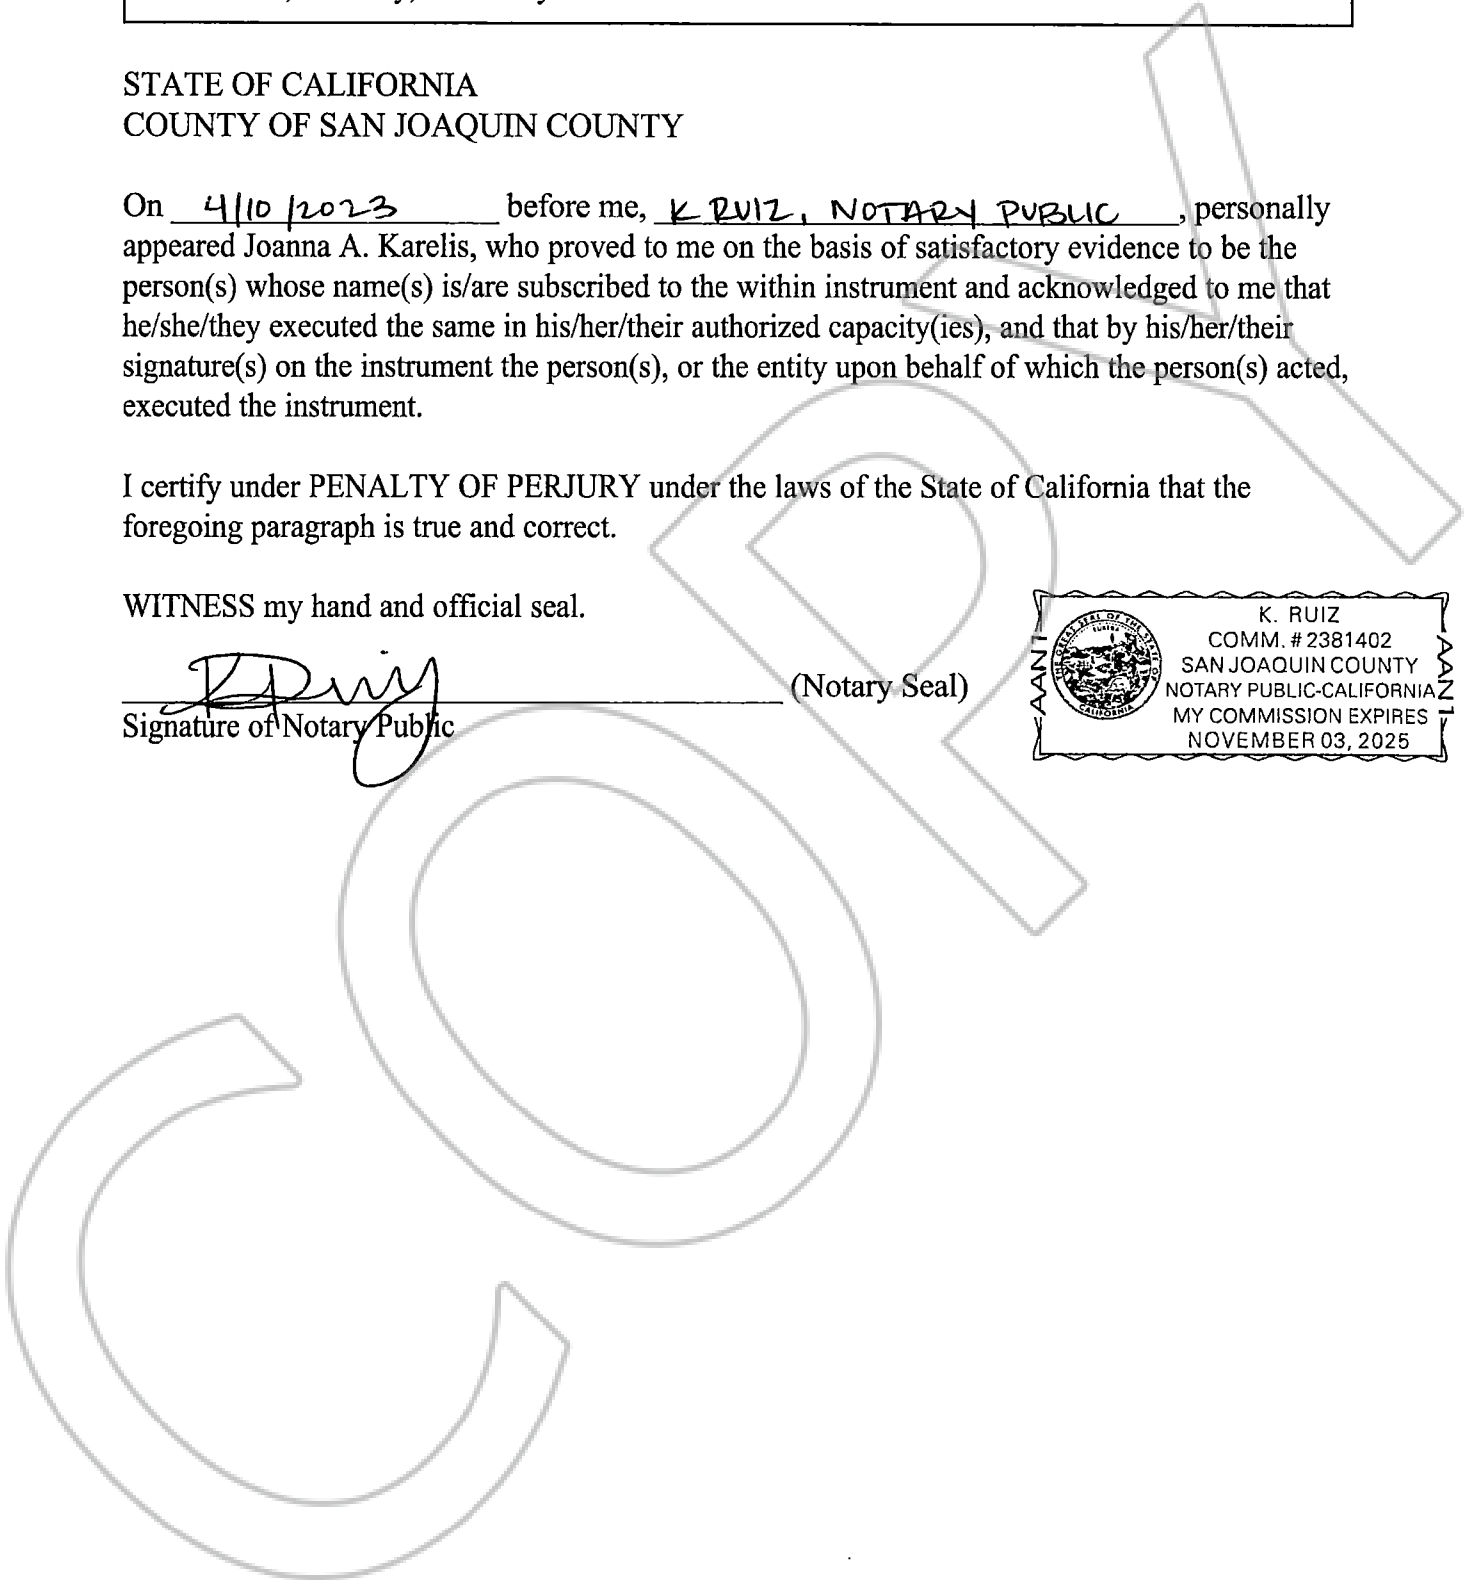 STATE OF CALIFORNIA
COUNTY OF SAN JOAQUIN COUNTY
On 4/10/2023 before me, K RUIZ, NOTARY PUBLIC, personally
appeared Joanna A. Karelis, who proved to me on the basis of satisfactory evidence to be the
person(s) whose name(s) is/are subscribed to the within instrument and acknowledged to me that
he/she/they executed the same in his/her/their authorized capacity(ies), and that by his/her/their
signature(s) on the instrument the person(s), or the entity upon behalf of which the person(s) acted,
executed the instrument.
I certify under PENALTY OF PERJURY under the laws of the State of California that the
foregoing paragraph is true and correct.
WITNESS my hand and official seal.
(Notary Seal)
Signature of Notary Public
K. RUIZ
COMM. # 2381402
SAN JOAQUIN COUNTY
NOTARY PUBLIC-CALIFORNIA
MY COMMISSION EXPIRES
NOVEMBER 03, 2025
AAN1
AAN1
COPY